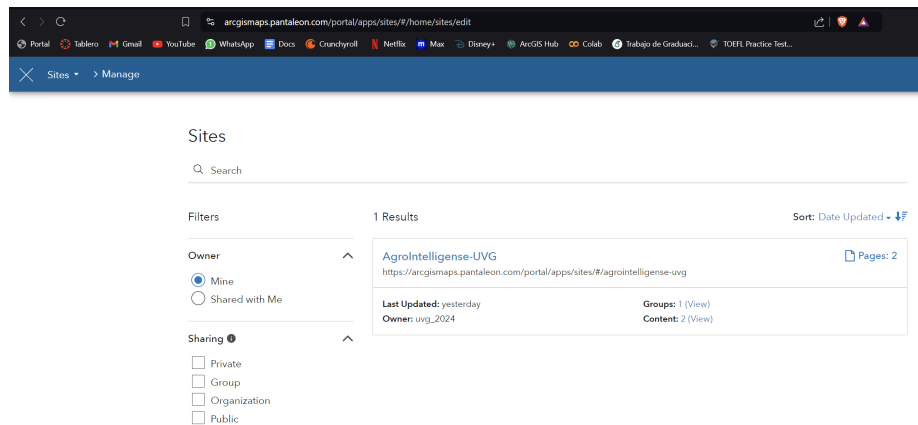 arcgismaps.pantaleon.com/portal/apps/sites/#/home/sites/edit
Portal Tablero Gmail YouTube WhatsApp Docs Crunchyroll Netflix Max Disney+ ArcGIS Hub Colab Trabajo de Graduaci... TOEFL Practice Test...
Sites > Manage
Sites
Search
Filters
1 Results
Sort: Date Updated
Owner
Mine
Shared with Me
AgroIntelligense-UVG
Pages: 2
https://arcgismaps.pantaleon.com/portal/apps/sites/#/agrointelligense-uvg
Last Updated: yesterday
Groups: 1 (View)
Owner: uvg_2024
Content: 2 (View)
Sharing
Private
Group
Organization
Public